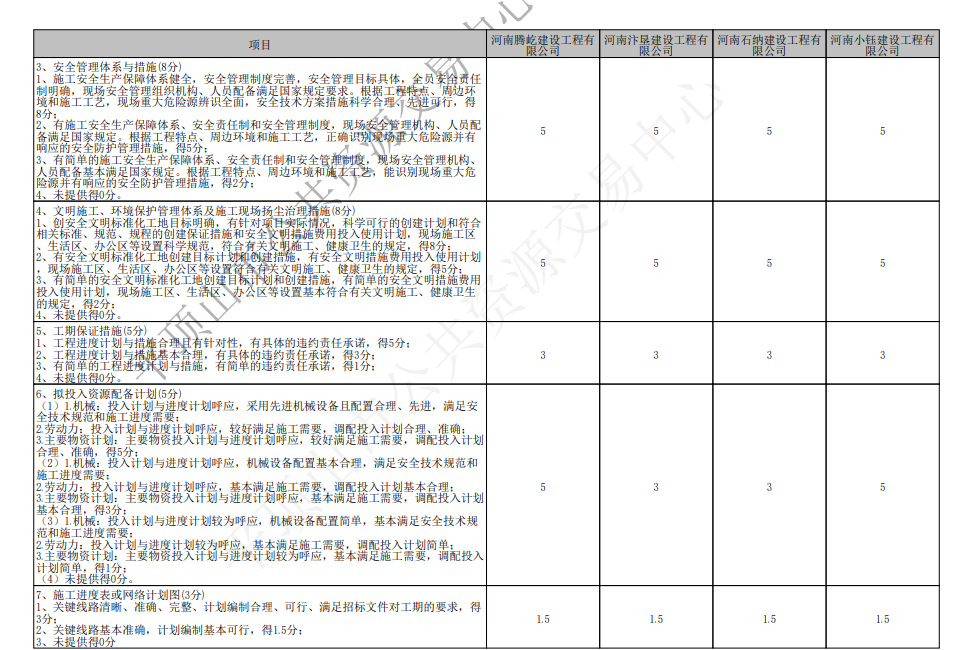 项目
河南腾屹建设工程有限公司
河南汴垦建设工程有限公司
河南石纳建设工程有限公司
河南小钰建设工程有限公司
3、安全管理体系与措施(8分)
1、施工安全生产保障体系健全，安全管理制度完善，安全管理目标具体，全员安全责任
制明确，现场安全管理组织机构、人员配备满足国家规定要求。根据工程特点、周边环
境和施工工艺，现场重大危险源辨识全面，安全技术方案措施科学合理、先进可行，得
8分；
2、有施工安全生产保障体系、安全责任制和安全管理制度，现场安全管理机构、人员配
备满足国家规定。根据工程特点、周边环境和施工工艺，正确识别现场重大危险源并有
响应的安全防护管理措施，得5分；
3、有简单的施工安全生产保障体系、安全责任制和安全管理制度，现场安全管理机构、
人员配备基本满足国家规定。根据工程特点、周边环境和施工工艺，能识别现场重大危
险源并有响应的安全防护管理措施，得2分；
4、未提供得0分。
5 5 5 5
4、文明施工、环境保护管理体系及施工现场扬尘治理措施(8分)
1、创安全文明标准化工地目标明确，有针对项目实际情况，科学可行的创建计划和符合
相关标准、规范、规程的创建保证措施和安全文明措施费用投入使用计划，现场施工区
、生活区、办公区等设置科学规范，符合有关文明施工、健康卫生的规定，得8分；
2、有安全文明标准化工地创建目标计划和创建措施，有安全文明措施费用投入使用计划
，现场施工区、生活区、办公区等设置符合有关文明施工、健康卫生的规定，得5分；
3、有简单的安全文明标准化工地创建目标计划和创建措施，有简单的安全文明措施费用
投入使用计划，现场施工区、生活区、办公区等设置基本符合有关文明施工、健康卫生
的规定，得2分；
4、未提供得0分。
5 5 5 5
5、工期保证措施(5分)
1、工程进度计划与措施合理且有针对性，有具体的违约责任承诺，得5分；
2、工程进度计划与措施基本合理，有具体的违约责任承诺，得3分；
3、有简单的工程进度计划与措施，有简单的违约责任承诺，得1分；
4、未提供得0分。
3 3 3 3
6、拟投入资源配备计划(5分)
（1）1.机械：投入计划与进度计划呼应，采用先进机械设备且配置合理、先进，满足安
全技术规范和施工进度需要；
2.劳动力：投入计划与进度计划呼应，较好满足施工需要，调配投入计划合理、准确；
3.主要物资计划：主要物资投入计划与进度计划呼应，较好满足施工需要，调配投入计划
合理、准确，得5分；
（2）1.机械：投入计划与进度计划呼应，机械设备配置基本合理，满足安全技术规范和
施工进度需要；
2.劳动力：投入计划与进度计划呼应，基本满足施工需要，调配投入计划基本合理；
3.主要物资计划：主要物资投入计划与进度计划呼应，基本满足施工需要，调配投入计划
基本合理，得3分；
（3）1.机械：投入计划与进度计划较为呼应，机械设备配置简单，基本满足安全技术规
范和施工进度需要；
2.劳动力：投入计划与进度计划较为呼应，基本满足施工需要，调配投入计划简单；
3.主要物资计划：主要物资投入计划与进度计划较为呼应，基本满足施工需要，调配投入
计划简单，得1分；
（4）未提供得0分。
5 3 3 5
7、施工进度表或网络计划图(3分)
1、关键线路清晰、准确、完整、计划编制合理、可行、满足招标文件对工期的要求，得
3分；
2、关键线路基本准确，计划编制基本可行，得1.5分；
3、未提供得0分
1.5 1.5 1.5 1.5
平顶山市公共资源交易中心
平顶山市公共资源交易中心